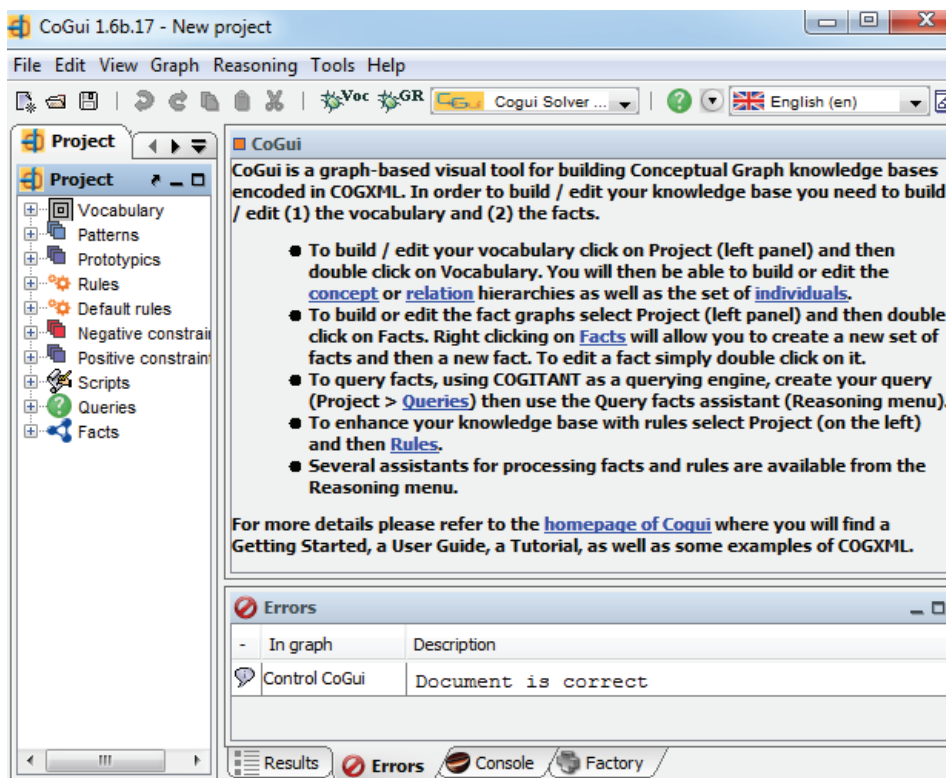 CoGui 1.6b.17 - New project
File Edit View Graph Reasoning Tools Help
Voc GR CGUI Cogui Solver ... English (en)
Project
Project
Vocabulary
Patterns
Prototypics
Rules
Default rules
Negative constrain
Positive constraint
Scripts
Queries
Facts
CoGui
CoGui is a graph-based visual tool for building Conceptual Graph knowledge bases
encoded in COGXML. In order to build / edit your knowledge base you need to build
/ edit (1) the vocabulary and (2) the facts.
● To build / edit your vocabulary click on Project (left panel) and then
double click on Vocabulary. You will then be able to build or edit the
concept or relation hierarchies as well as the set of individuals.
● To build or edit the fact graphs select Project (left panel) and then double
click on Facts. Right clicking on Facts will allow you to create a new set of
facts and then a new fact. To edit a fact simply double click on it.
● To query facts, using COGITANT as a querying engine, create your query
(Project > Queries) then use the Query facts assistant (Reasoning menu).
● To enhance your knowledge base with rules select Project (on the left)
and then Rules.
● Several assistants for processing facts and rules are available from the
Reasoning menu.
For more details please refer to the homepage of Cogui where you will find a
Getting Started, a User Guide, a Tutorial, as well as some examples of COGXML.
Errors
- In graph Description
Control CoGui Document is correct
Results Errors Console Factory